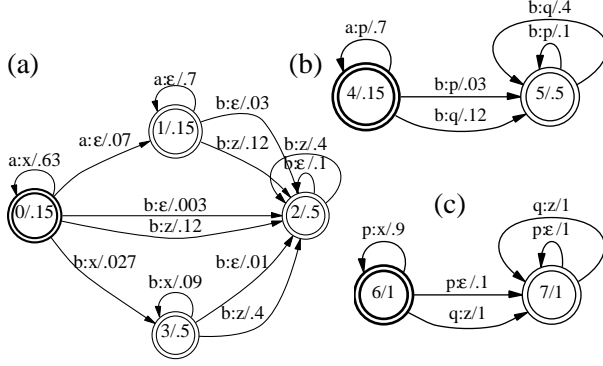 (a)
a:ε/.7
1/.15
b:ε/.03
a:ε/.07
b:z/.12
b:z/.4
b:ε/.1
a:x/.63
0/.15
b:ε/.003
2/.5
b:z/.12
b:x/.027
b:x/.09
b:ε/.01
3/.5
b:z/.4
(b)
a:p/.7
b:q/.4
b:p/.1
4/.15
b:p/.03
5/.5
b:q/.12
(c)
p:x/.9
q:z/1
p:ε/1
6/1
p:ε/.1
7/1
q:z/1